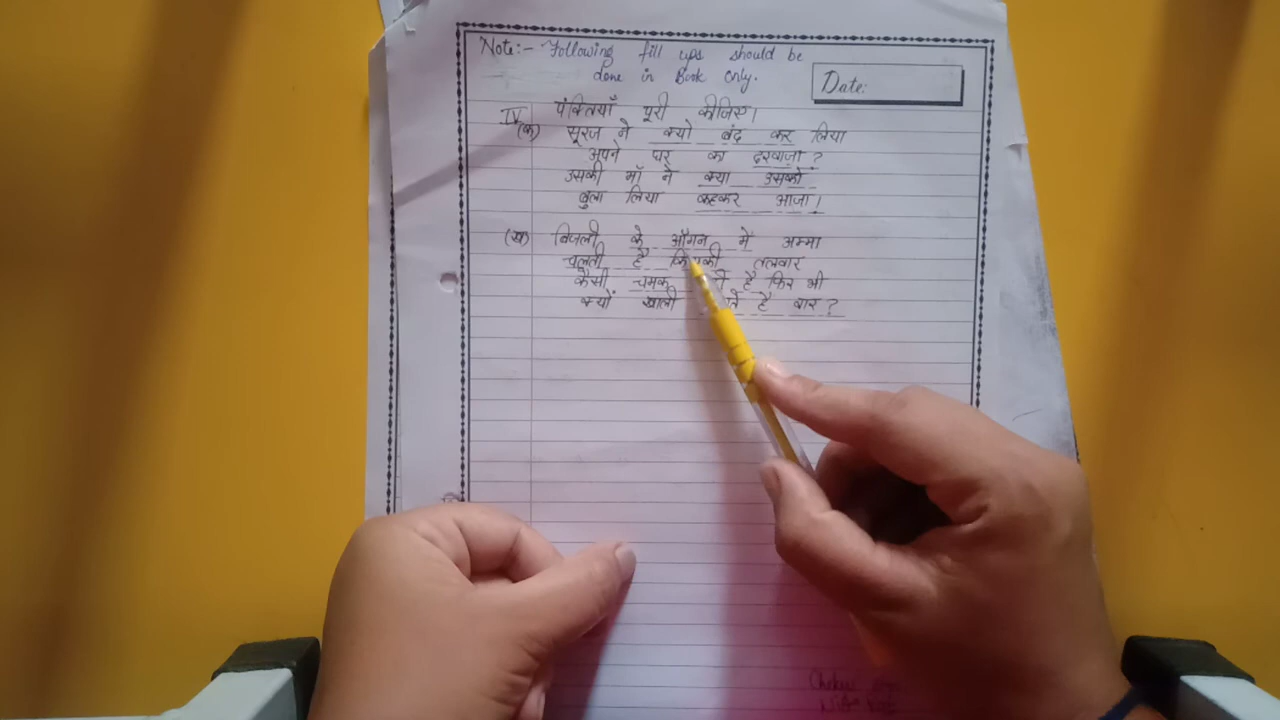 Note:- Following fill ups should be
done in Book only.
Date:
IV पंक्तियाँ पूरी कीजिए।
(क) सूरज ने क्यो बंद कर लिया
अपने घर का दरवाज़ा ?
उसकी माँ ने क्या उसको
बुला लिया कहकर आजा।
(ख) बिजली के आँगन में अम्मा
चलती है किसकी तलवार
कैसी चमक है फिर भी
क्यों खाली है वार ?